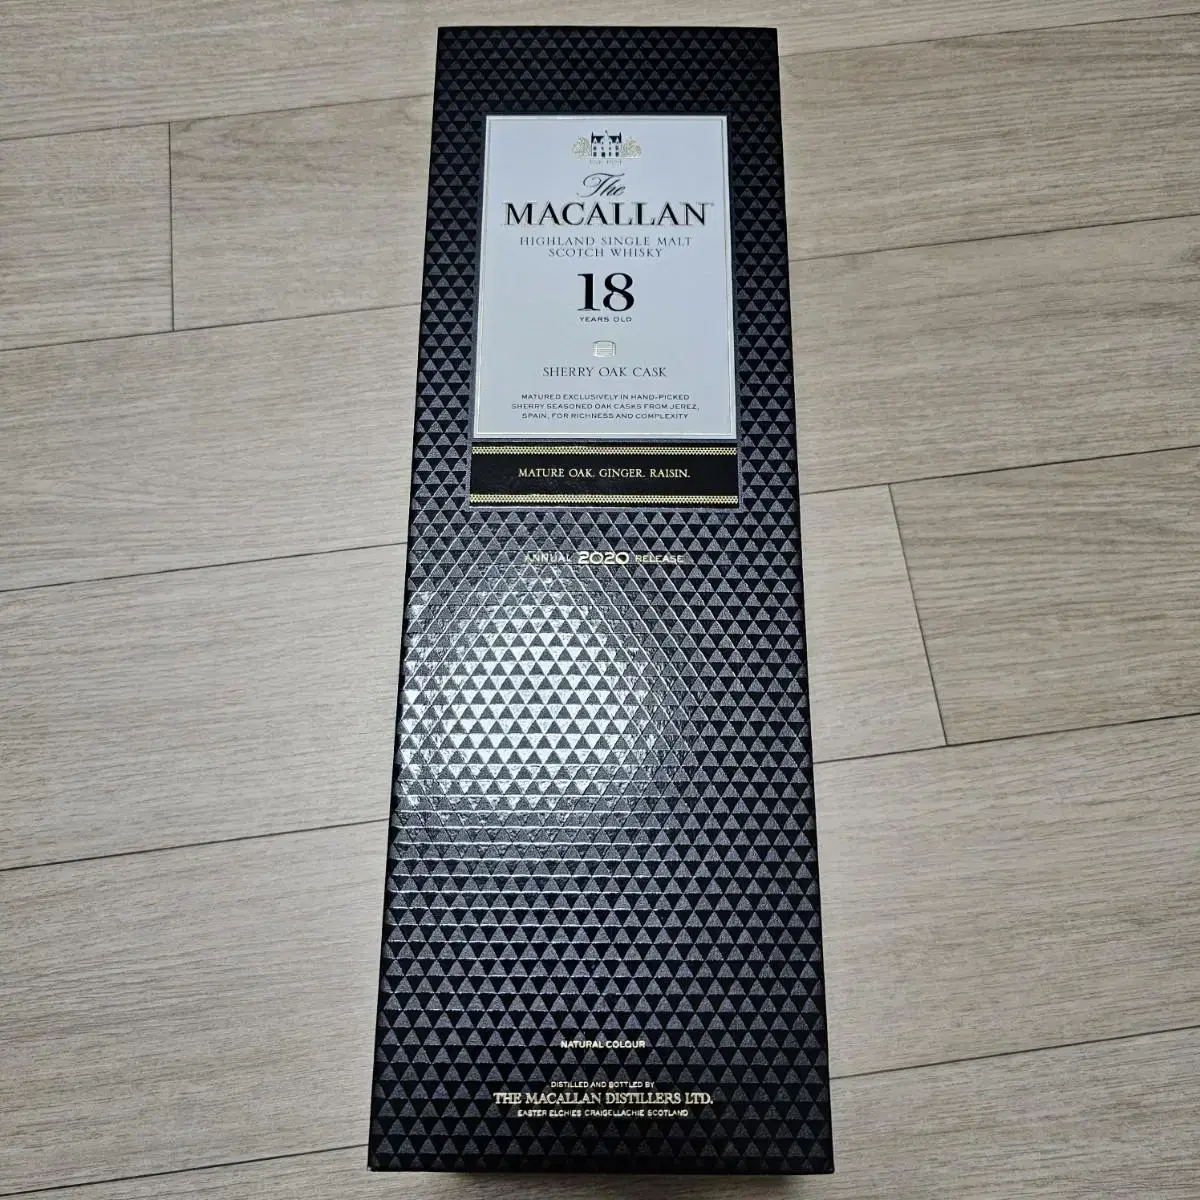 The
MACALLAN
HIGHLAND SINGLE MALT
SCOTCH WHISKY
18
YEARS OLD
SHERRY OAK CASK
MATURED EXCLUSIVELY IN HAND-PICKED
SHERRY SEASONED OAK CASKS FROM JEREZ,
SPAIN, FOR RICHNESS AND COMPLEXITY
MATURE OAK. GINGER. RAISIN.
ANNUAL 2020 RELEASE
NATURAL COLOUR
DISTILLED AND BOTTLED BY
THE MACALLAN DISTILLERS LTD.
EASTER ELCHIES CRAIGELLACHIE SCOTLAND